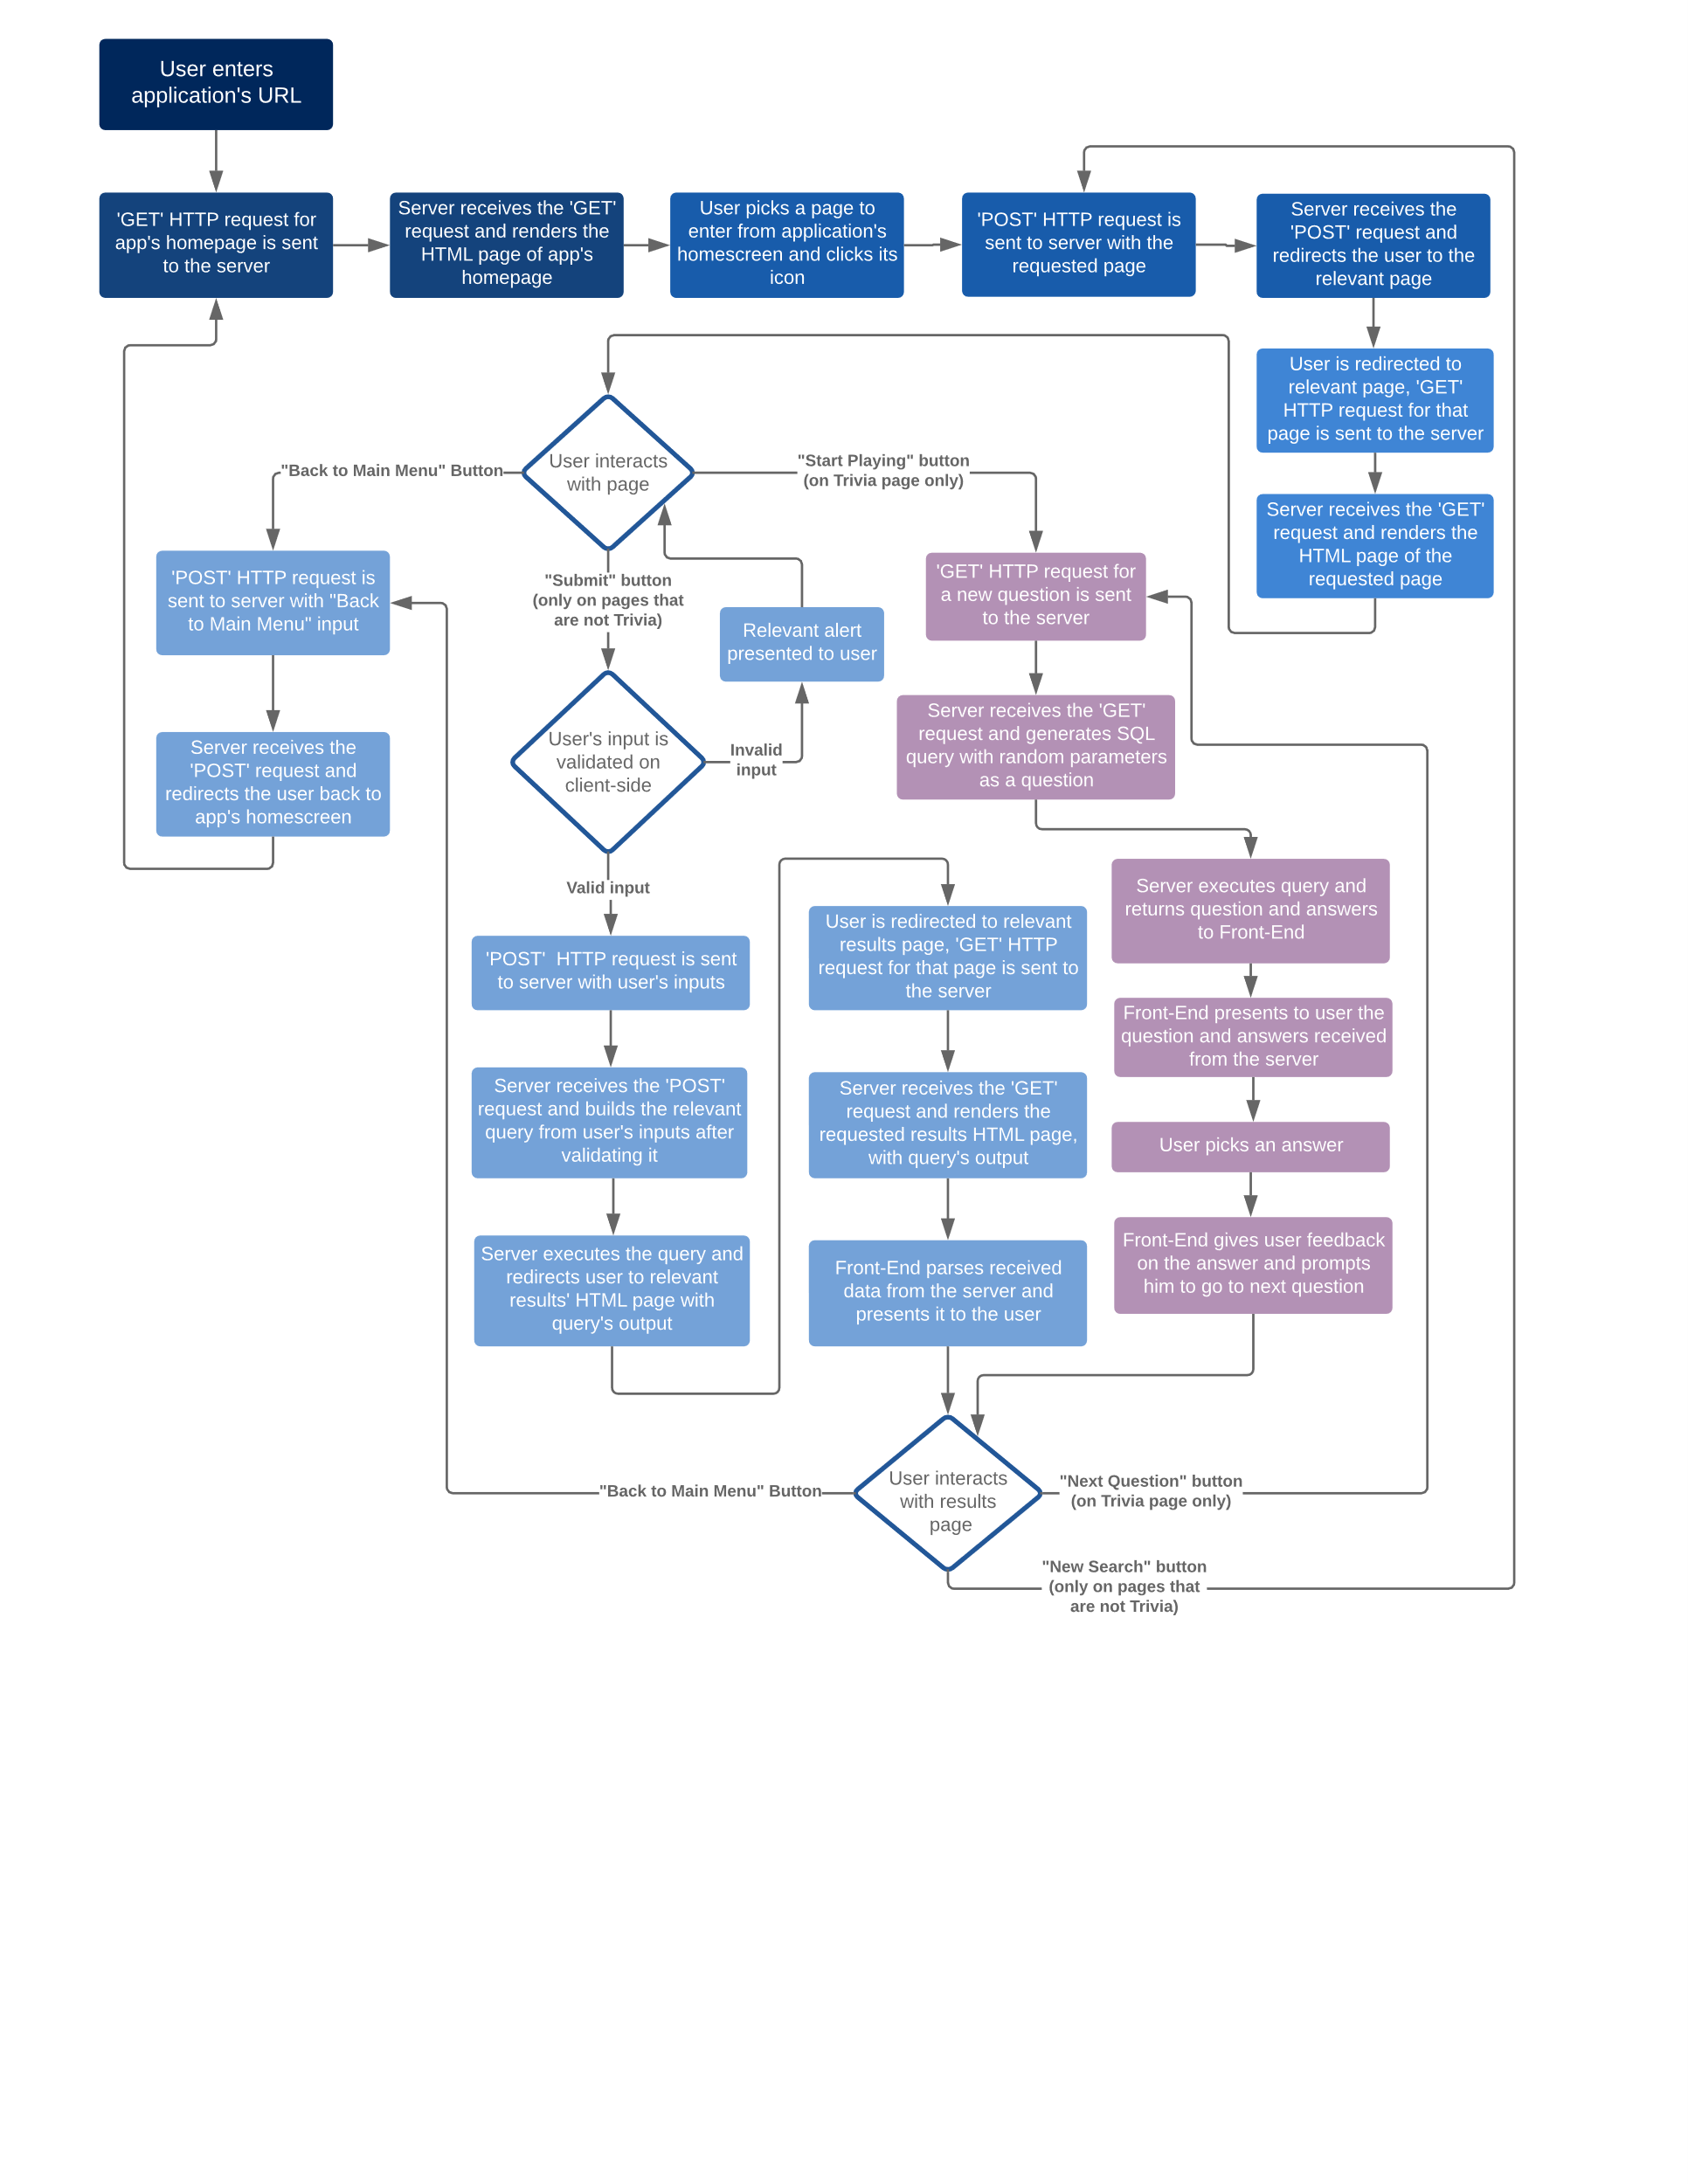 User enters
application's URL
'GET' HTTP request for
app's homepage is sent
to the server
Server receives the 'GET'
request and renders the
HTML page of app's
homepage
User picks a page to
enter from application's
homescreen and clicks its
icon
'POST' HTTP request is
sent to server with the
requested page
Server receives the
'POST' request and
redirects the user to the
relevant page
User is redirected to
relevant page, 'GET'
HTTP request for that
page is sent to the server
Server receives the 'GET'
request and renders the
HTML page of the
requested page
User interacts
with page
"Back to Main Menu" Button
"Start Playing" button
(on Trivia page only)
"Submit" button
(only on pages that
are not Trivia)
'POST' HTTP request is
sent to server with "Back
to Main Menu" input
Server receives the
'POST' request and
redirects the user back to
app's homescreen
Relevant alert
presented to user
User's input is
validated on
client-side
Invalid
input
Valid input
'GET' HTTP request for
a new question is sent
to the server
Server receives the 'GET'
request and generates SQL
query with random parameters
as a question
Server executes query and
returns question and answers
to Front-End
Front-End presents to user the
question and answers received
from the server
User picks an answer
Front-End gives user feedback
on the answer and prompts
him to go to next question
'POST'  HTTP request is sent
to server with user's inputs
Server receives the 'POST'
request and builds the relevant
query from user's inputs after
validating it
Server executes the query and
redirects user to relevant
results' HTML page with
query's output
User is redirected to relevant
results page, 'GET' HTTP
request for that page is sent to
the server
Server receives the 'GET'
request and renders the
requested results HTML page,
with query's output
Front-End parses received
data from the server and
presents it to the user
User interacts
with results
page
"Back to Main Menu" Button
"Next Question" button
(on Trivia page only)
"New Search" button
(only on pages that
are not Trivia)